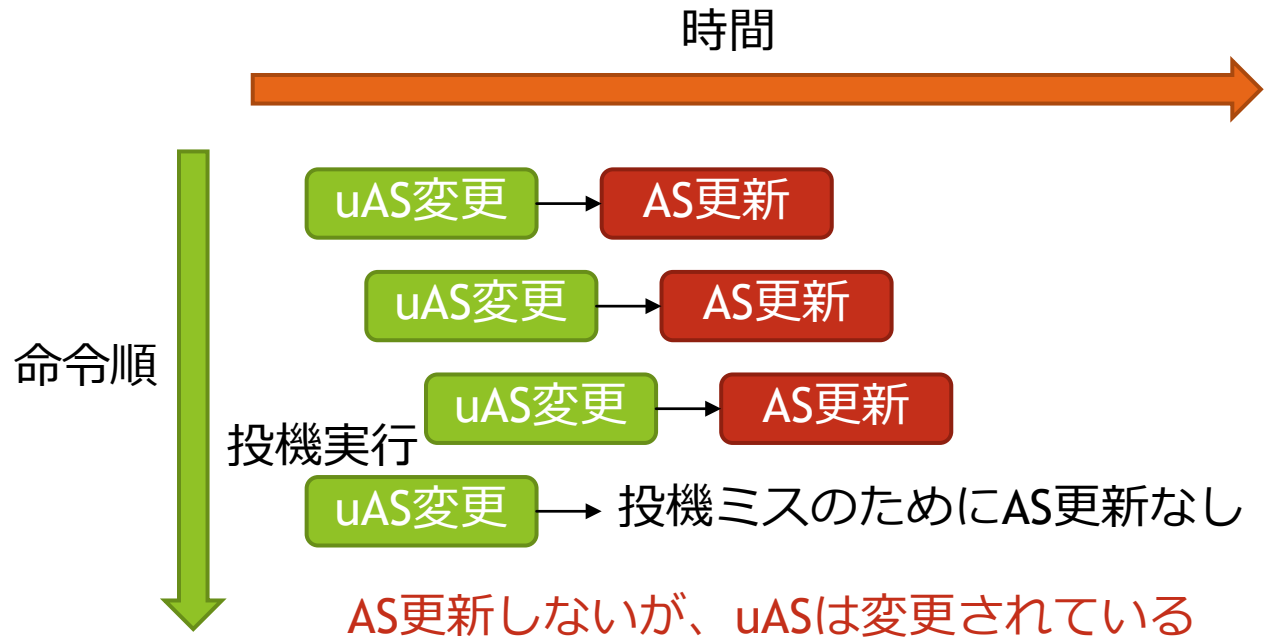 時間
uAS変更
AS更新
uAS変更
AS更新
命令順
uAS変更
AS更新
投機実行
uAS変更
投機ミスのためにAS更新なし
AS更新しないが、uASは変更されている